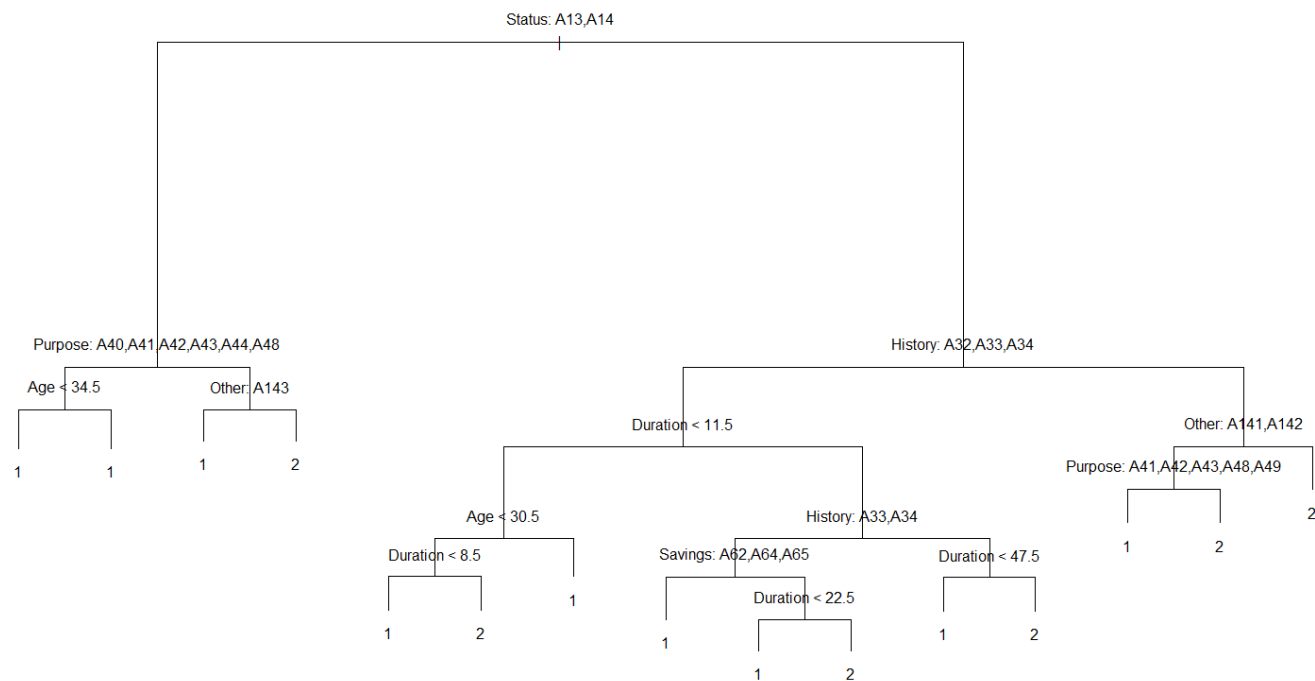 Status: A13,A14
Purpose: A40,A41,A42,A43,A44,A48
History: A32,A33,A34
Age < 34.5
Other: A143
Duration < 11.5
Other: A141,A142
1
1
1
2
Purpose: A41,A42,A43,A48,A49
Age < 30.5
History: A33,A34
2
1
2
Duration < 8.5
Savings: A62,A64,A65
Duration < 47.5
1
Duration < 22.5
1
2
1
1
2
1
2